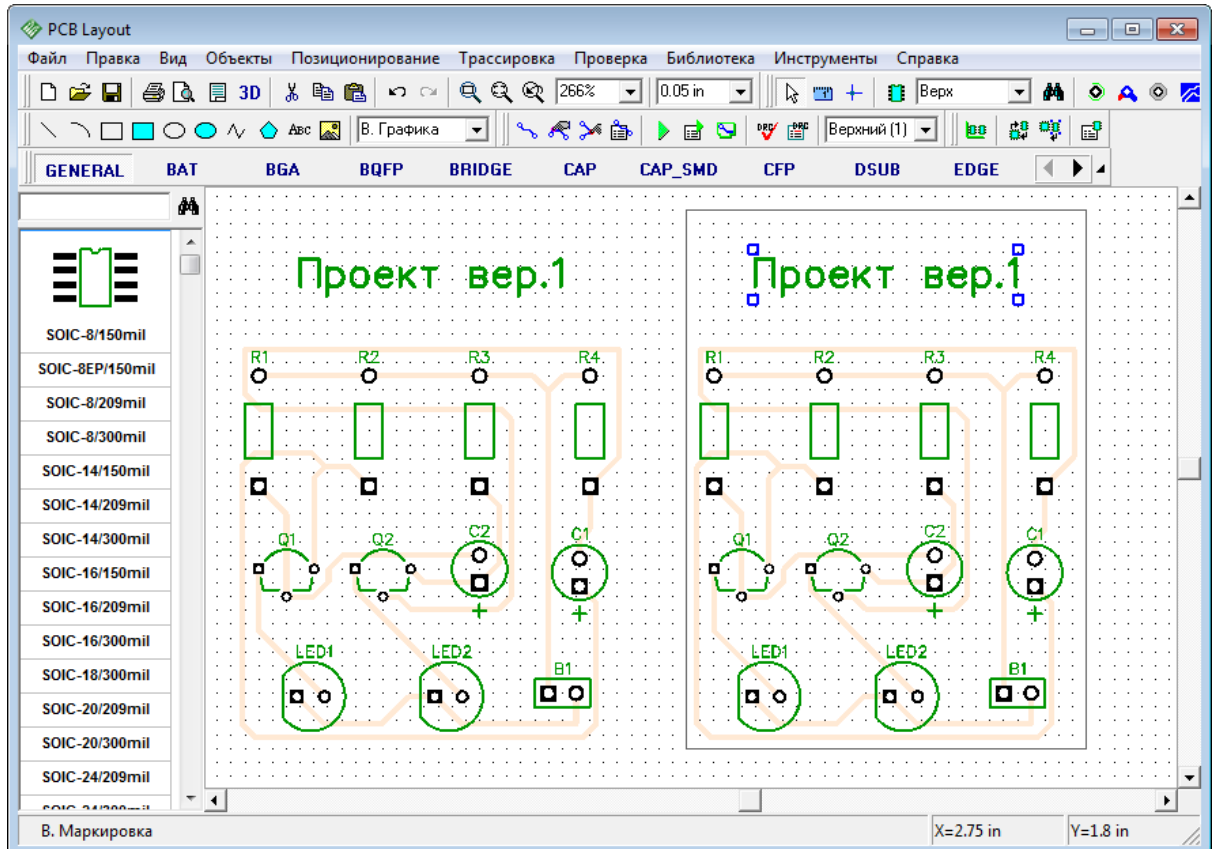 PCB Layout
Файл Правка Вид Объекты Позиционирование Трассировка Проверка Библиотека Инструменты Справка
3D 266% 0.05 in Верх
ABC В. Графика DRC DRC Верхний (1)
GENERAL BAT BGA BQFP BRIDGE CAP CAP_SMD CFP DSUB EDGE
SOIC-8/150mil
SOIC-8EP/150mil
SOIC-8/209mil
SOIC-8/300mil
SOIC-14/150mil
SOIC-14/209mil
SOIC-14/300mil
SOIC-16/150mil
SOIC-16/209mil
SOIC-16/300mil
SOIC-18/300mil
SOIC-20/209mil
SOIC-20/300mil
SOIC-24/209mil
Проект вер.1 Проект вер.1
R1 R2 R3 R4 R1 R2 R3 R4
Q1 Q2 C2 C1 Q1 Q2 C2 C1
+ + + +
LED1 LED2 B1 LED1 LED2 B1
В. Маркировка X=2.75 in Y=1.8 in